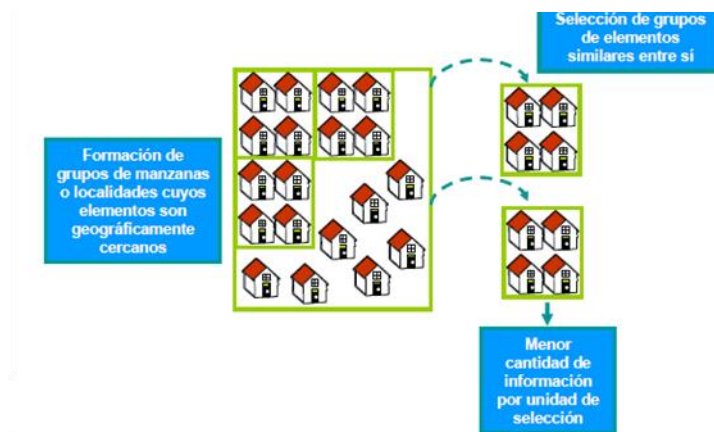 Selección de grupos
de elementos
similares entre sí
Formación de
grupos de manzanas
o localidades cuyos
elementos son
geográficamente
cercanos
Menor
cantidad de
información
por unidad de
selección